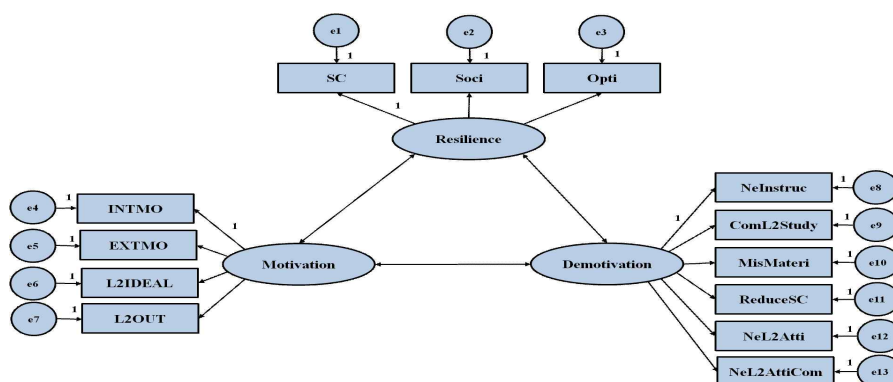 e1
e2
e3
1
1
1
SC
Soci
Opti
1
Resilience
e4
1
INTMO
1
e5
1
EXTMO
e6
1
L2IDEAL
e7
1
L2OUT
Motivation
Demotivation
1
NeInstruc
1
e8
ComL2Study
1
e9
MisMateri
1
e10
ReduceSC
1
e11
NeL2Atti
1
e12
NeL2AttiCom
1
e13